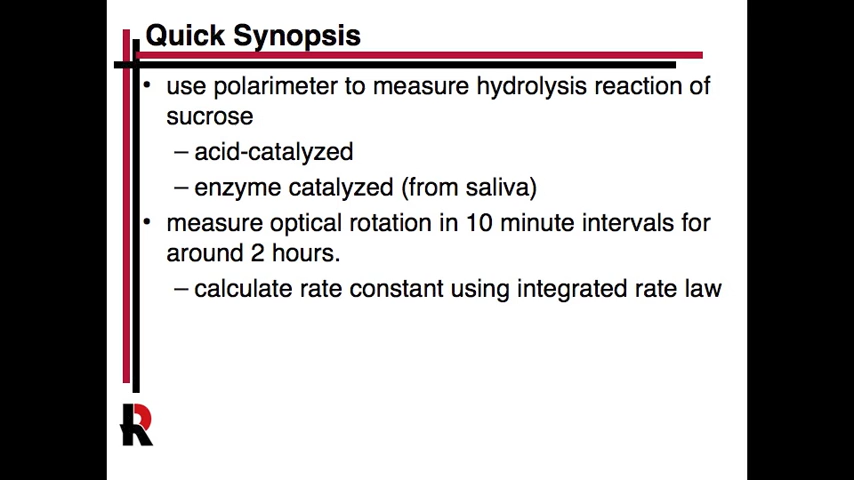 Quick Synopsis
• use polarimeter to measure hydrolysis reaction of
sucrose
– acid-catalyzed
– enzyme catalyzed (from saliva)
• measure optical rotation in 10 minute intervals for
around 2 hours.
– calculate rate constant using integrated rate law
R